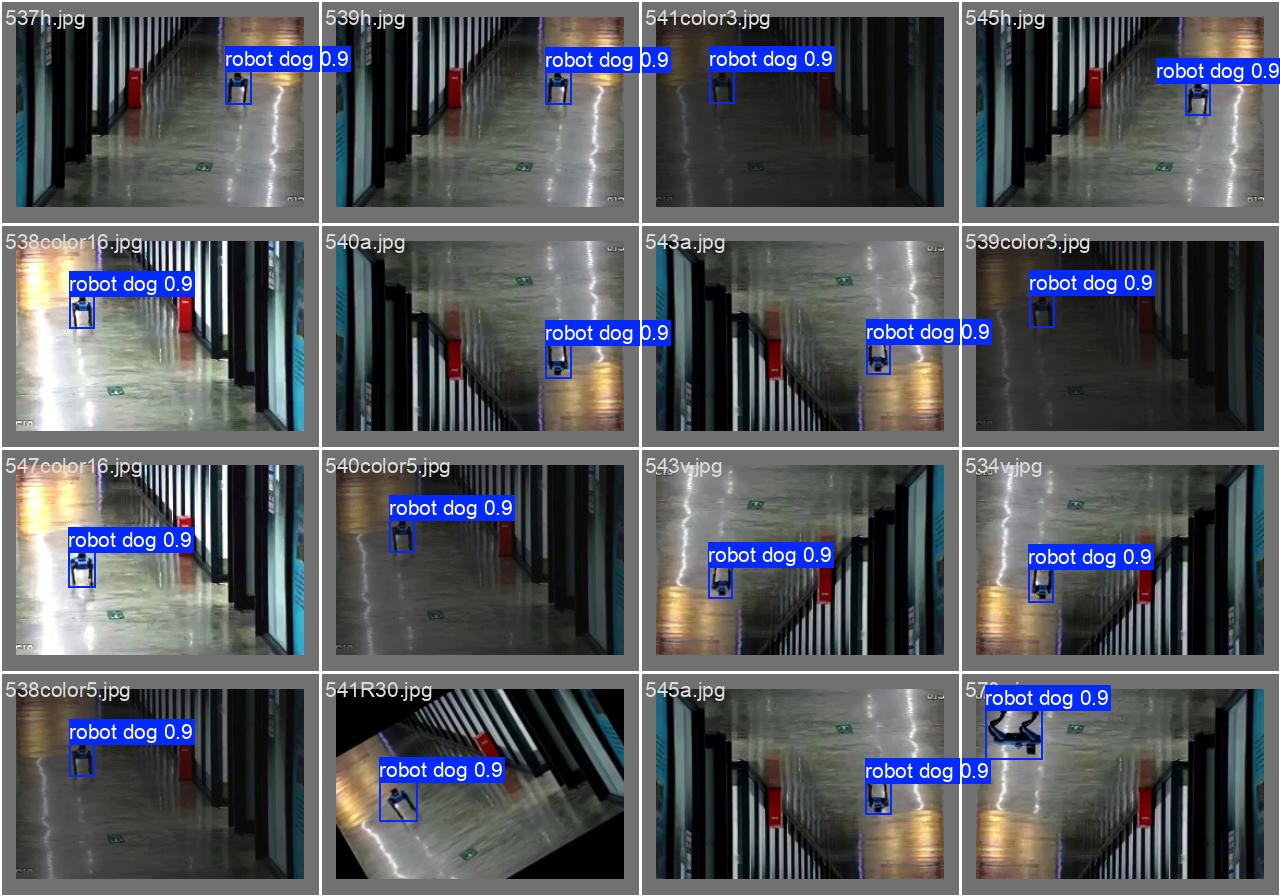 537h.jpg
robot dog 0.9
539h.jpg
robot dog 0.9
541color3.jpg
robot dog 0.9
545h.jpg
robot dog 0.9
538color16.jpg
robot dog 0.9
540a.jpg
robot dog 0.9
543a.jpg
robot dog 0.9
539color3.jpg
robot dog 0.9
547color16.jpg
robot dog 0.9
540color5.jpg
robot dog 0.9
543v.jpg
robot dog 0.9
534v.jpg
robot dog 0.9
538color5.jpg
robot dog 0.9
541R30.jpg
robot dog 0.9
545a.jpg
robot dog 0.9
robot dog 0.9